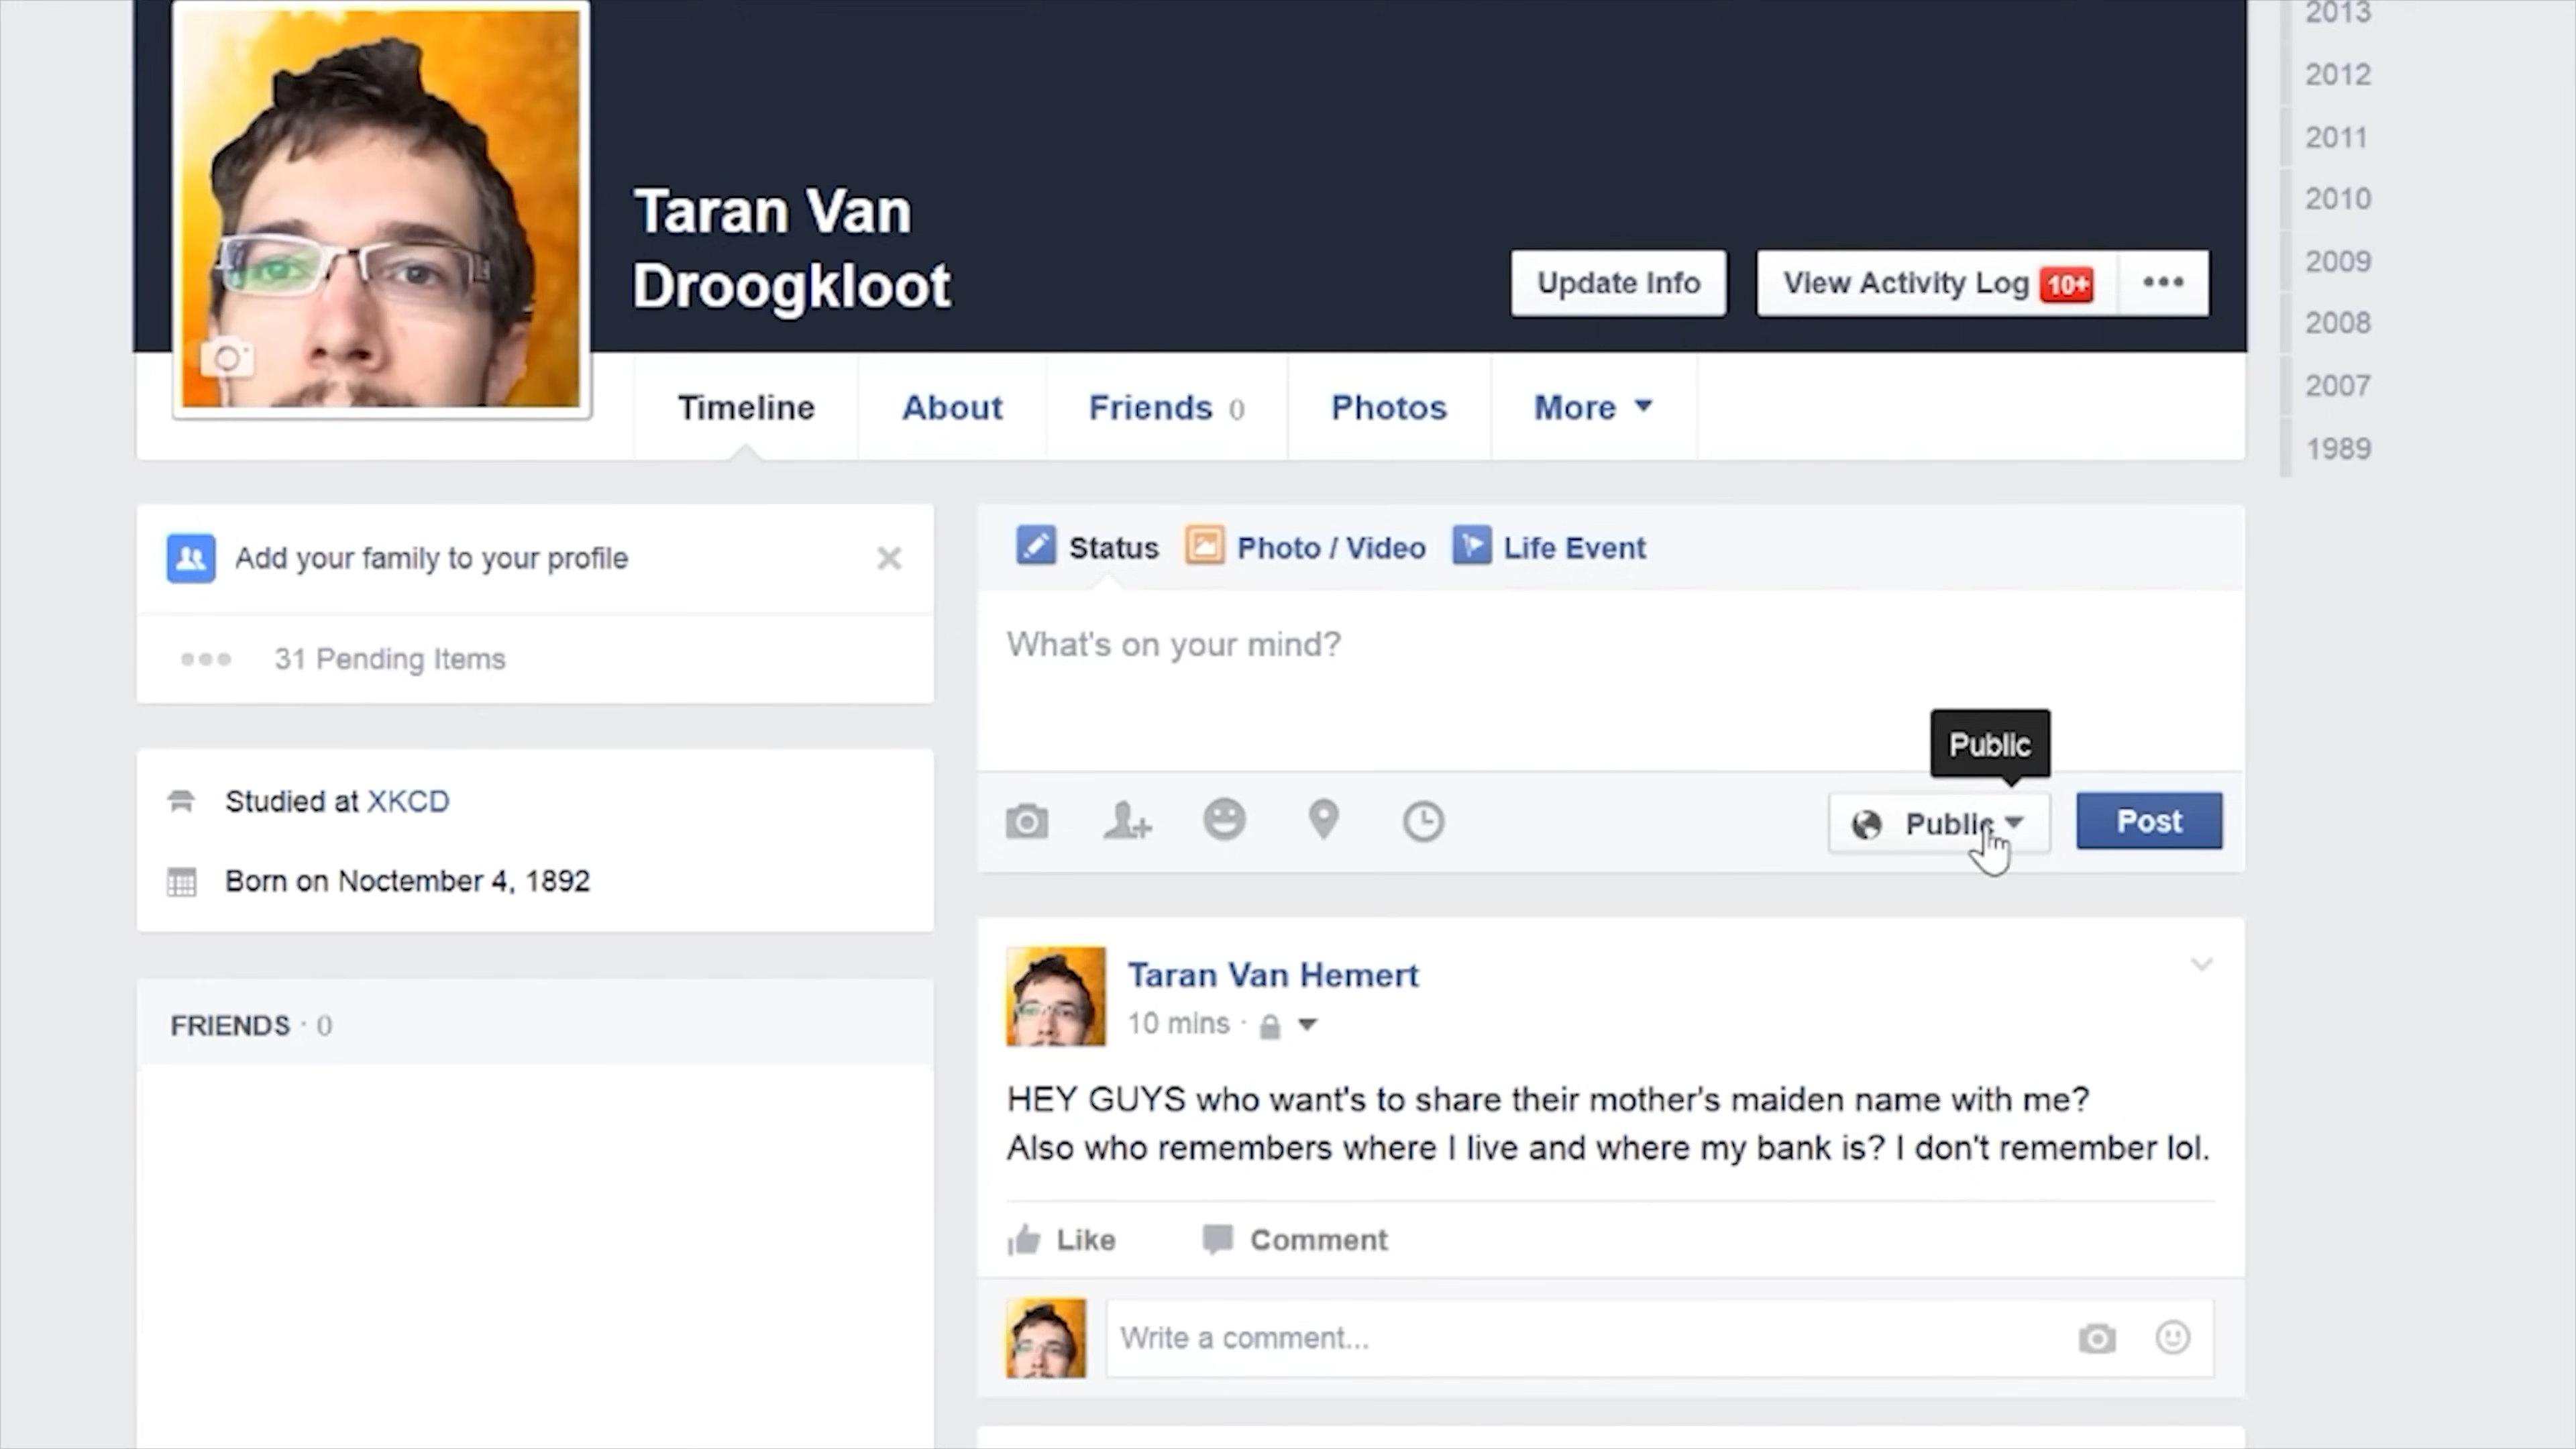 2013
2012
2011
2010
2009
2008
2007
1989
Taran Van
Droogkloot
Update Info
View Activity Log 10+
Timeline
About
Friends 0
Photos
More
Add your family to your profile
31 Pending Items
Studied at XKCD
Born on Noctember 4, 1892
FRIENDS · 0
Status
Photo / Video
Life Event
What's on your mind?
Public
Public
Post
Taran Van Hemert
10 mins ·
HEY GUYS who want's to share their mother's maiden name with me?
Also who remembers where I live and where my bank is? I don't remember lol.
Like
Comment
Write a comment...